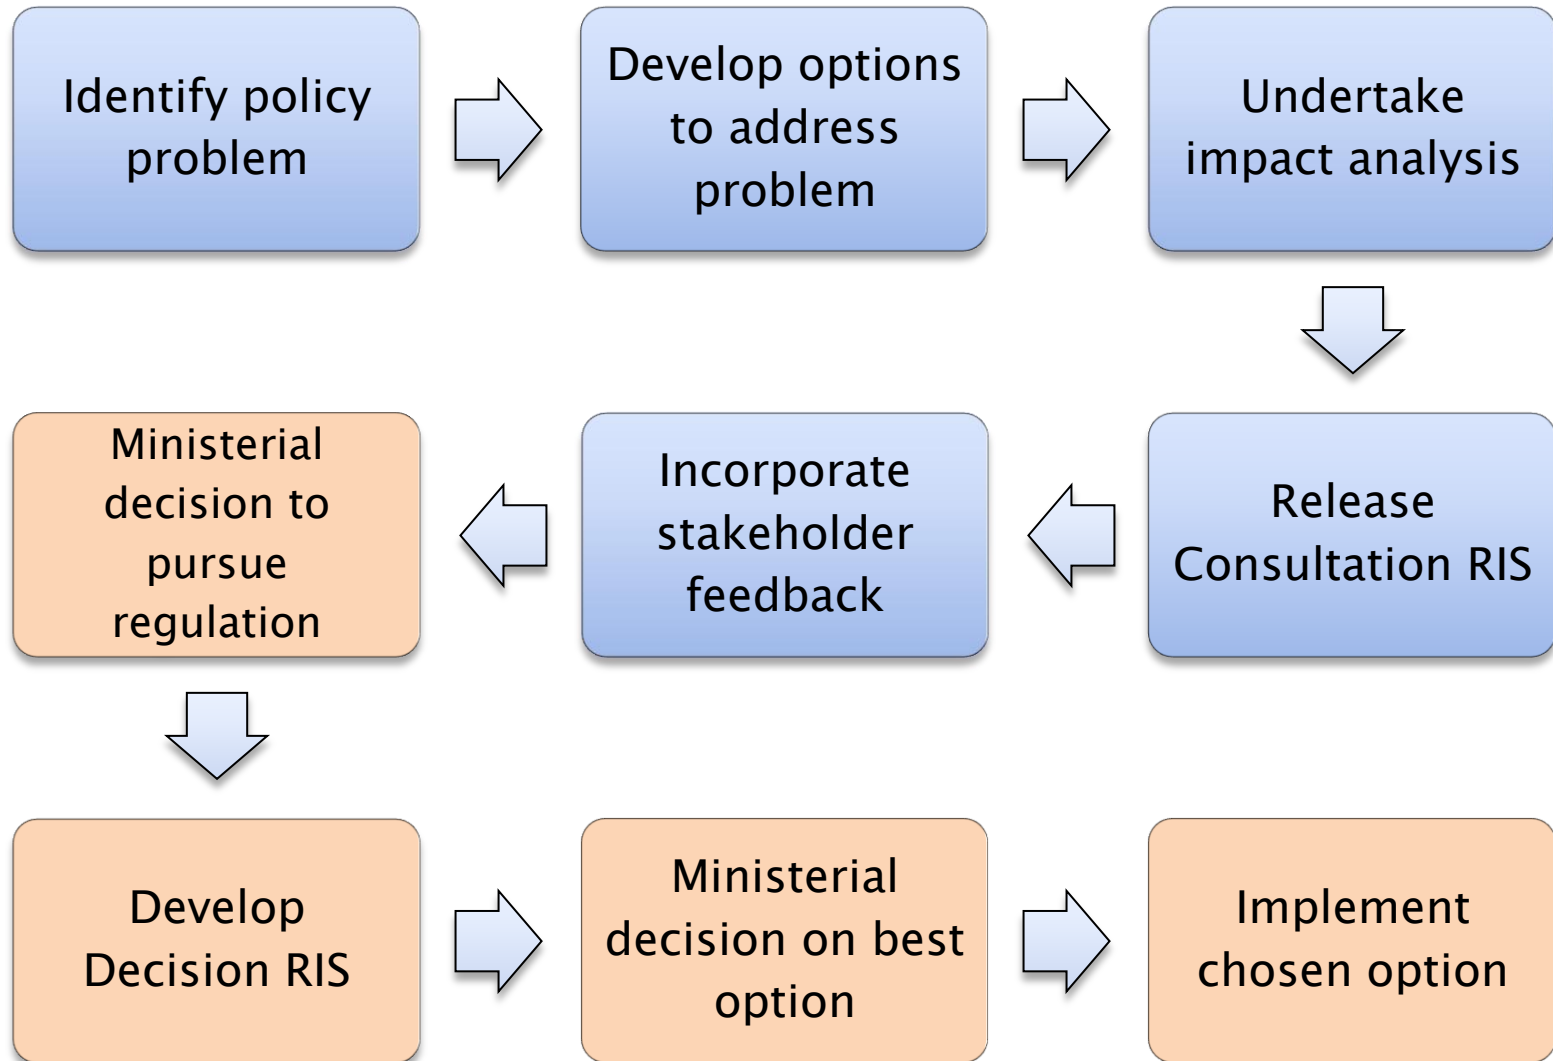 Identify policy
problem
Develop options
to address
problem
Undertake
impact analysis
Ministerial
decision to
pursue
regulation
Incorporate
stakeholder
feedback
Release
Consultation RIS
Develop
Decision RIS
Ministerial
decision on best
option
Implement
chosen option